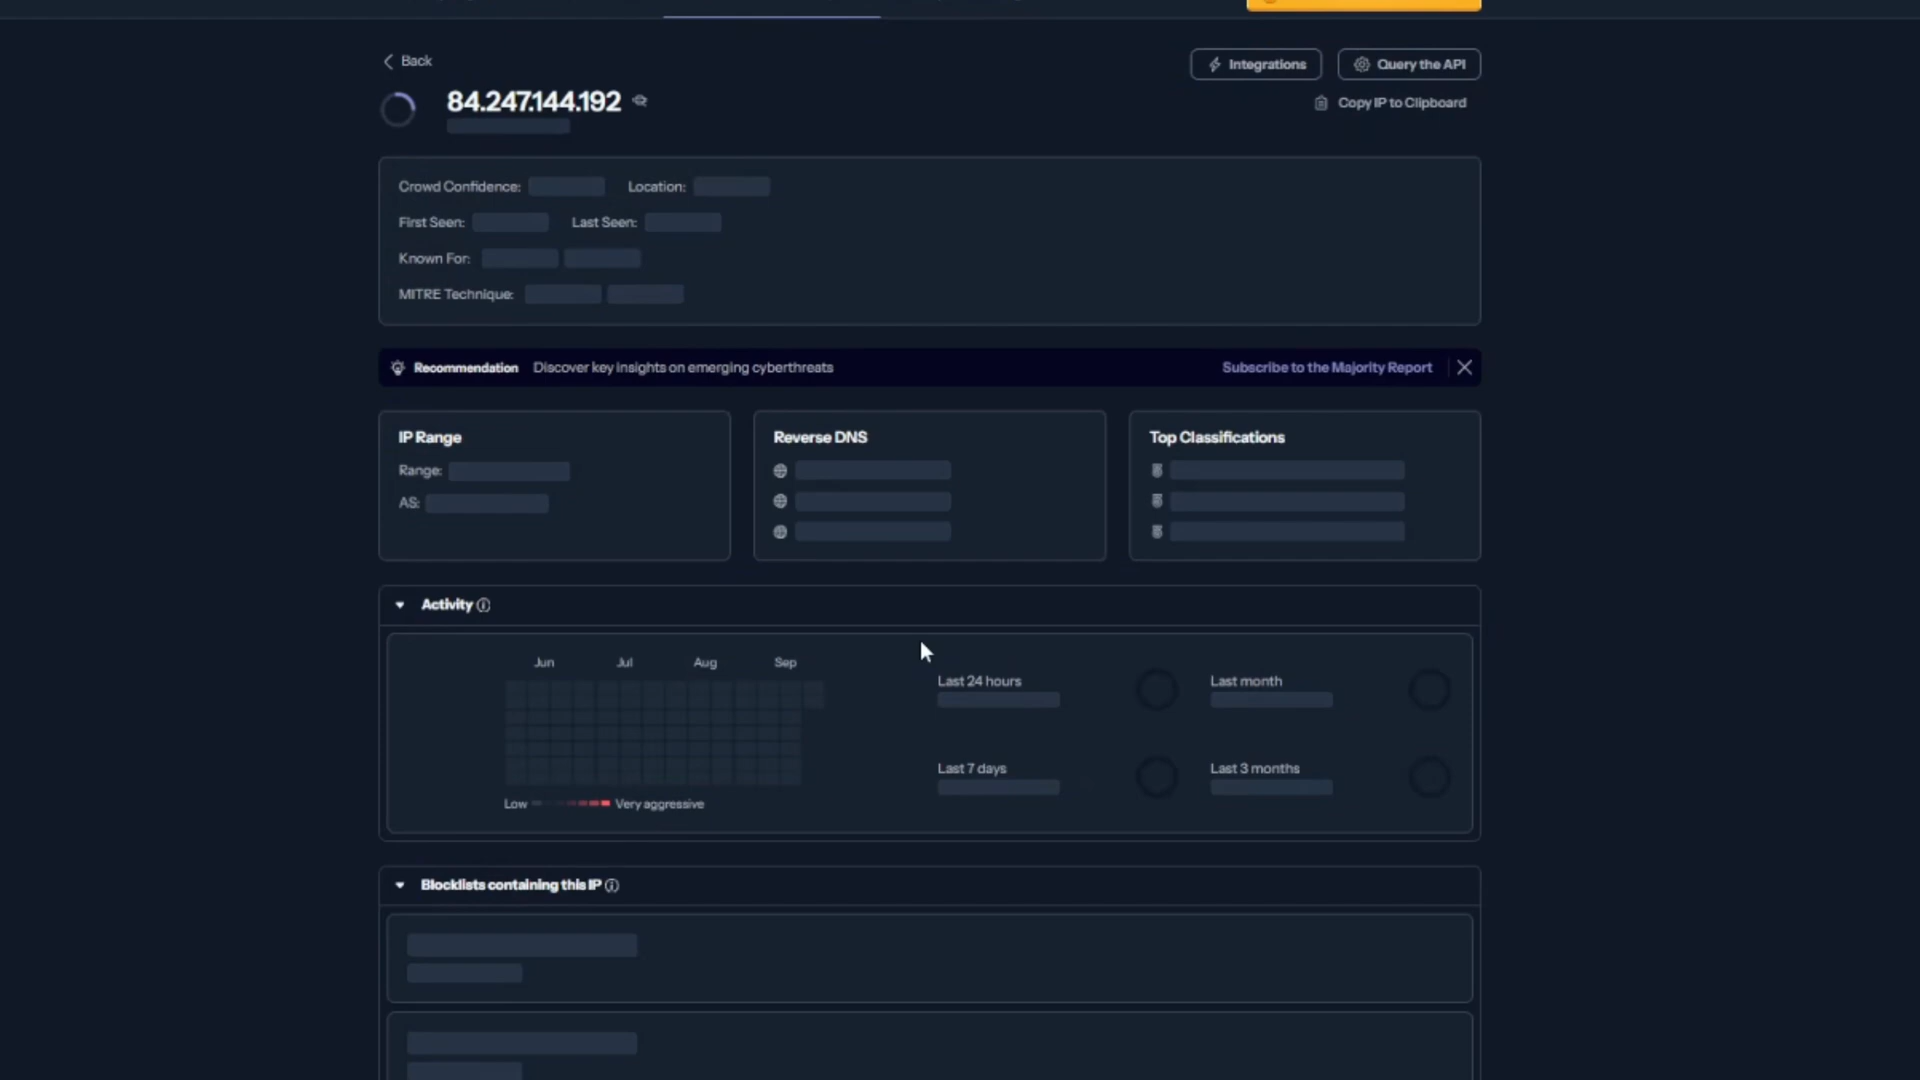 Back
Integrations
Query the API
84.247.144.192
Copy IP to Clipboard
Crowd Confidence:
Location:
First Seen:
Last Seen:
Known For:
MITRE Technique:
Recommendation Discover key insights on emerging cyberthreats
Subscribe to the Majority Report
IP Range
Range:
AS:
Reverse DNS
Top Classifications
Activity
Jun Jul Aug Sep
Low Very aggressive
Last 24 hours
Last month
Last 7 days
Last 3 months
Blocklists containing this IP